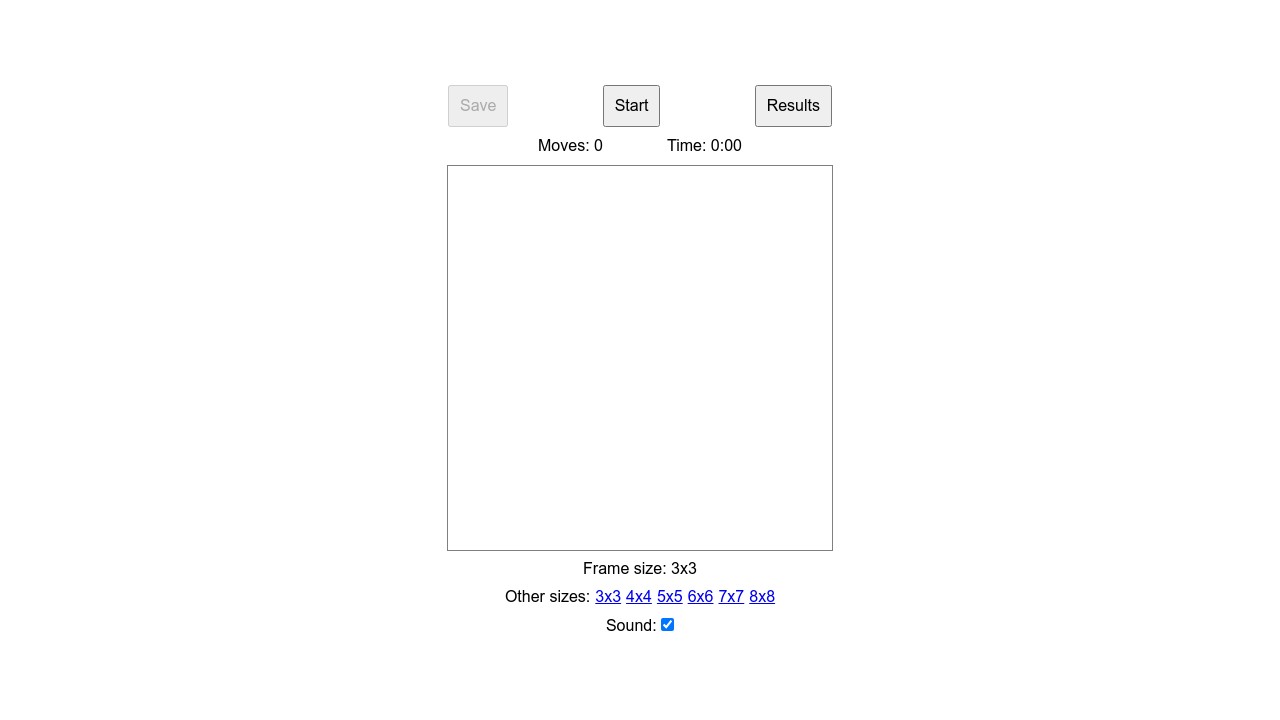 Save Start Results
Moves: 0 Time: 0:00
Frame size: 3x3
Other sizes: 3x3 4x4 5x5 6x6 7x7 8x8
Sound: